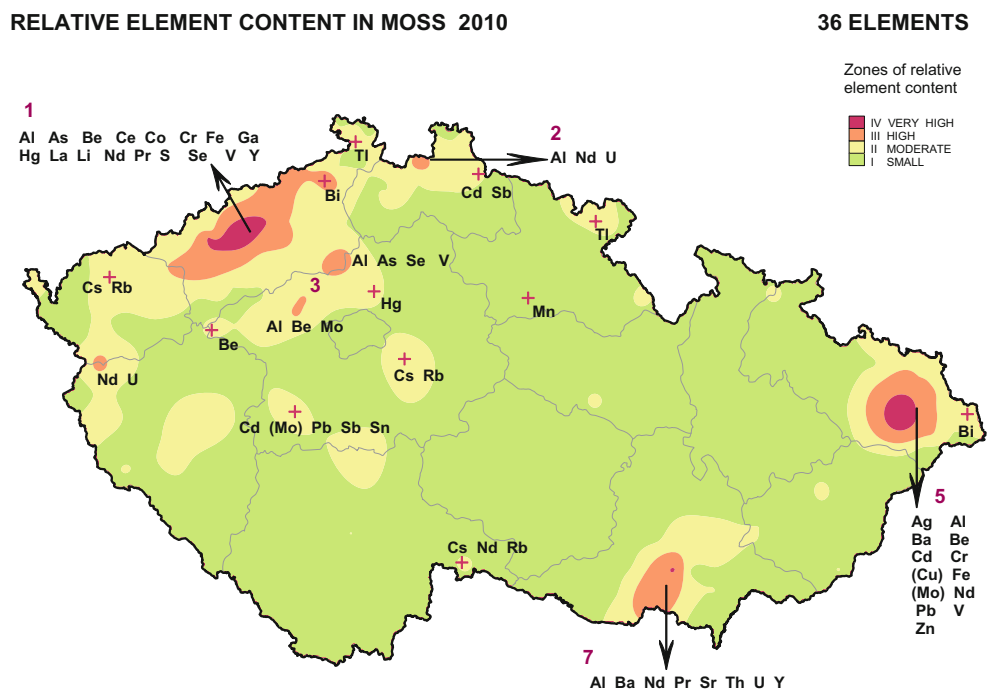 RELATIVE ELEMENT CONTENT IN MOSS 2010
36 ELEMENTS
Zones of relative
element content
IV VERY HIGH
III HIGH
II MODERATE
I SMALL
1
Al As Be Ce Co Cr Fe Ga
Hg La Li Nd Pr S Se V Y
2
Al Nd U
Tl
Cd Sb
Bi
Tl
Al As Se V
3
Cs Rb
Hg
Mn
Al Be Mo
Be
Nd U
Cs Rb
Cd (Mo) Pb Sb Sn
Bi
5
Ag Al
Ba Be
Cd Cr
(Cu) Fe
(Mo) Nd
Pb V
Zn
Cs Nd Rb
7
Al Ba Nd Pr Sr Th U Y